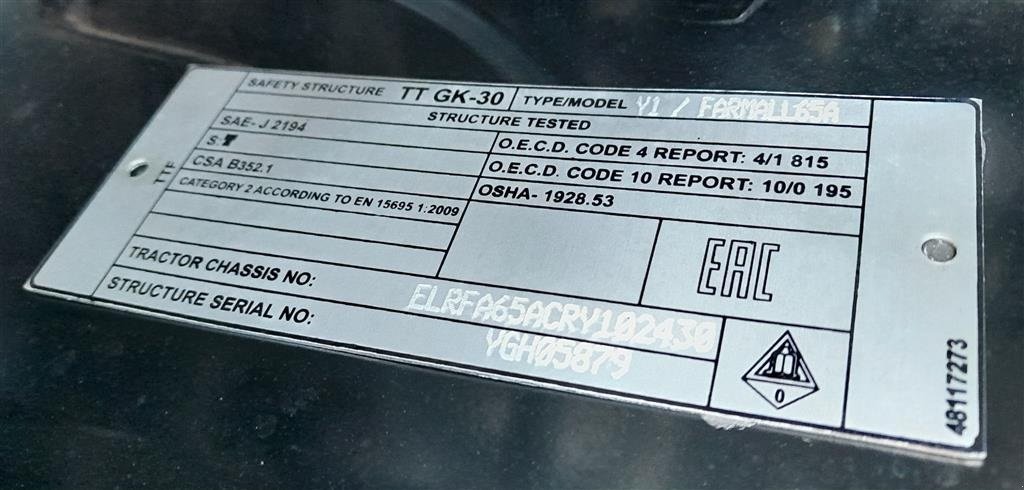 SAFETY STRUCTURE TT GK-30 TYPE/MODEL Y1 / FARMALL65A
STRUCTURE TESTED
SAE- J 2194
S:
CSA B352.1
CATEGORY 2 ACCORDING TO EN 15695 1:2009
O.E.C.D. CODE 4 REPORT: 4/1 815
O.E.C.D. CODE 10 REPORT: 10/0 195
OSHA- 1928.53
EAC
TRACTOR CHASSIS NO: ELRFA65ACRY102430
STRUCTURE SERIAL NO: YGH05879
0
TTF
48117273